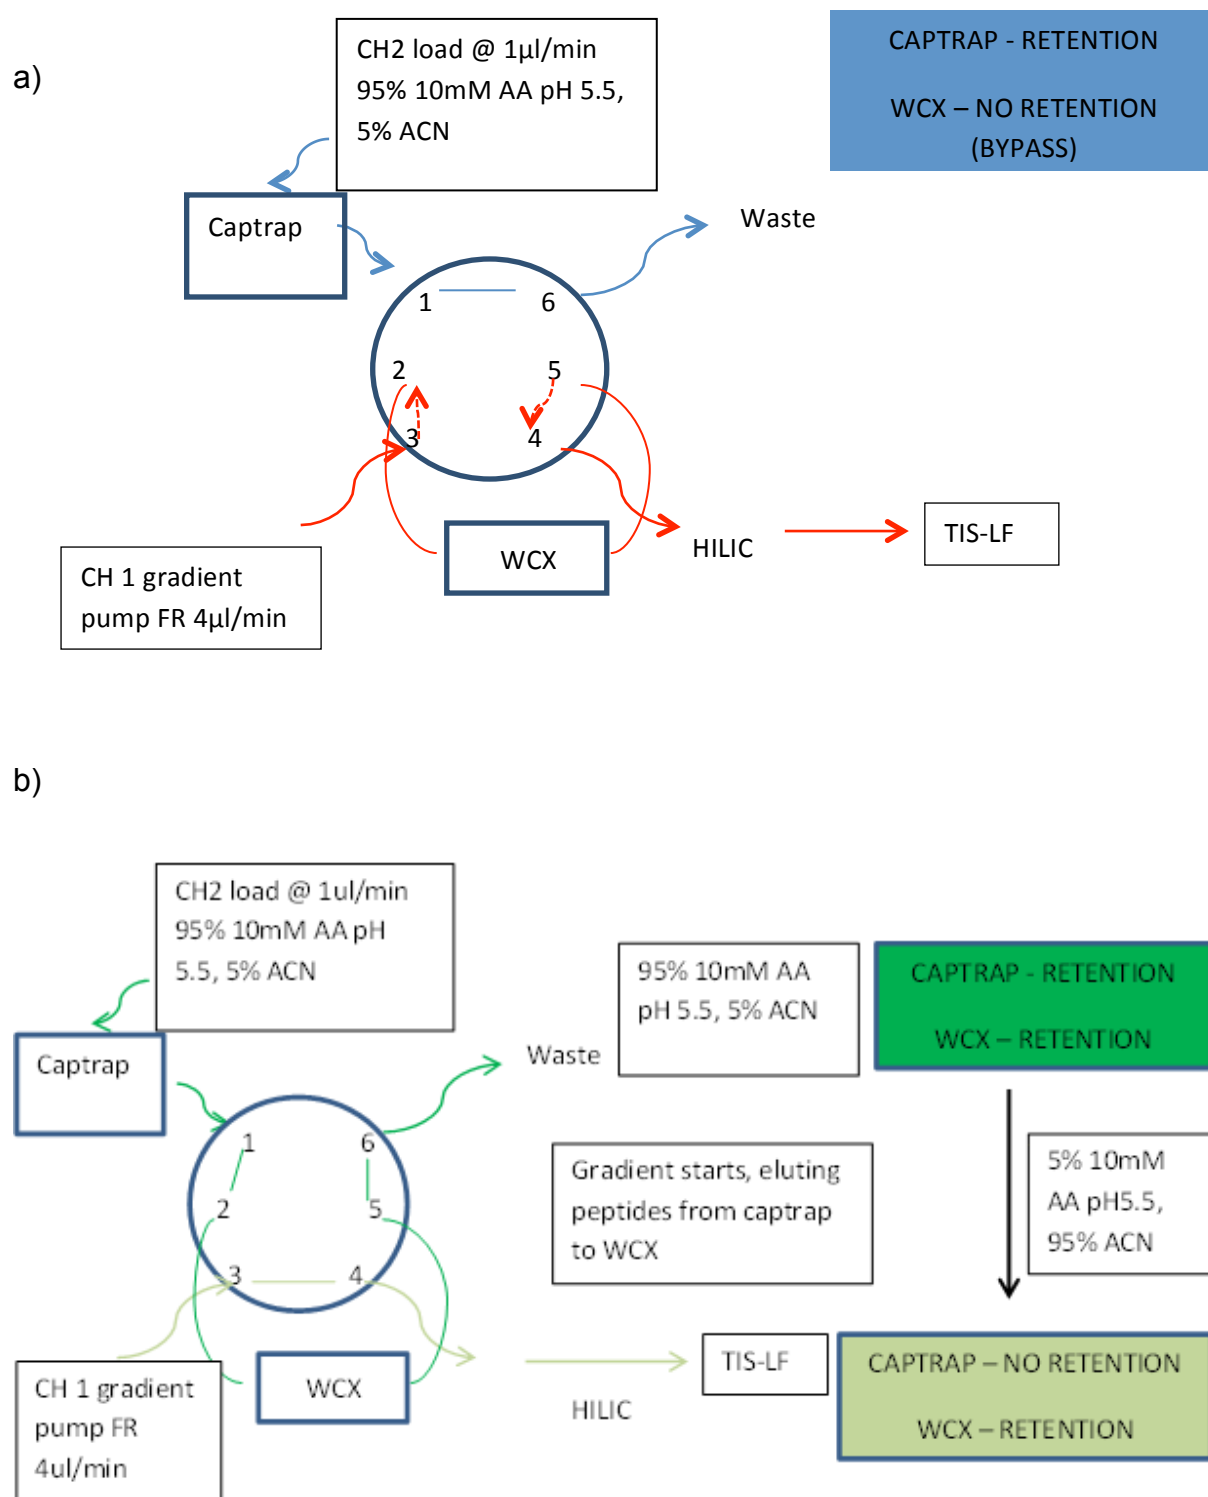 a)
CH2 load @ 1µl/min
95% 10mM AA pH 5.5,
5% ACN
CAPTRAP - RETENTION
WCX – NO RETENTION
(BYPASS)
Captrap
Waste
1
6
2
5
3
4
WCX
HILIC
TIS-LF
CH 1 gradient
pump FR 4µl/min
b)
CH2 load @ 1ul/min
95% 10mM AA pH
5.5, 5% ACN
95% 10mM AA
pH 5.5, 5% ACN
CAPTRAP - RETENTION
WCX – RETENTION
Captrap
Waste
1
6
2
5
3
4
Gradient starts, eluting
peptides from captrap
to WCX
5% 10mM
AA pH5.5,
95% ACN
CH 1 gradient
pump FR
4ul/min
WCX
HILIC
TIS-LF
CAPTRAP – NO RETENTION
WCX – RETENTION